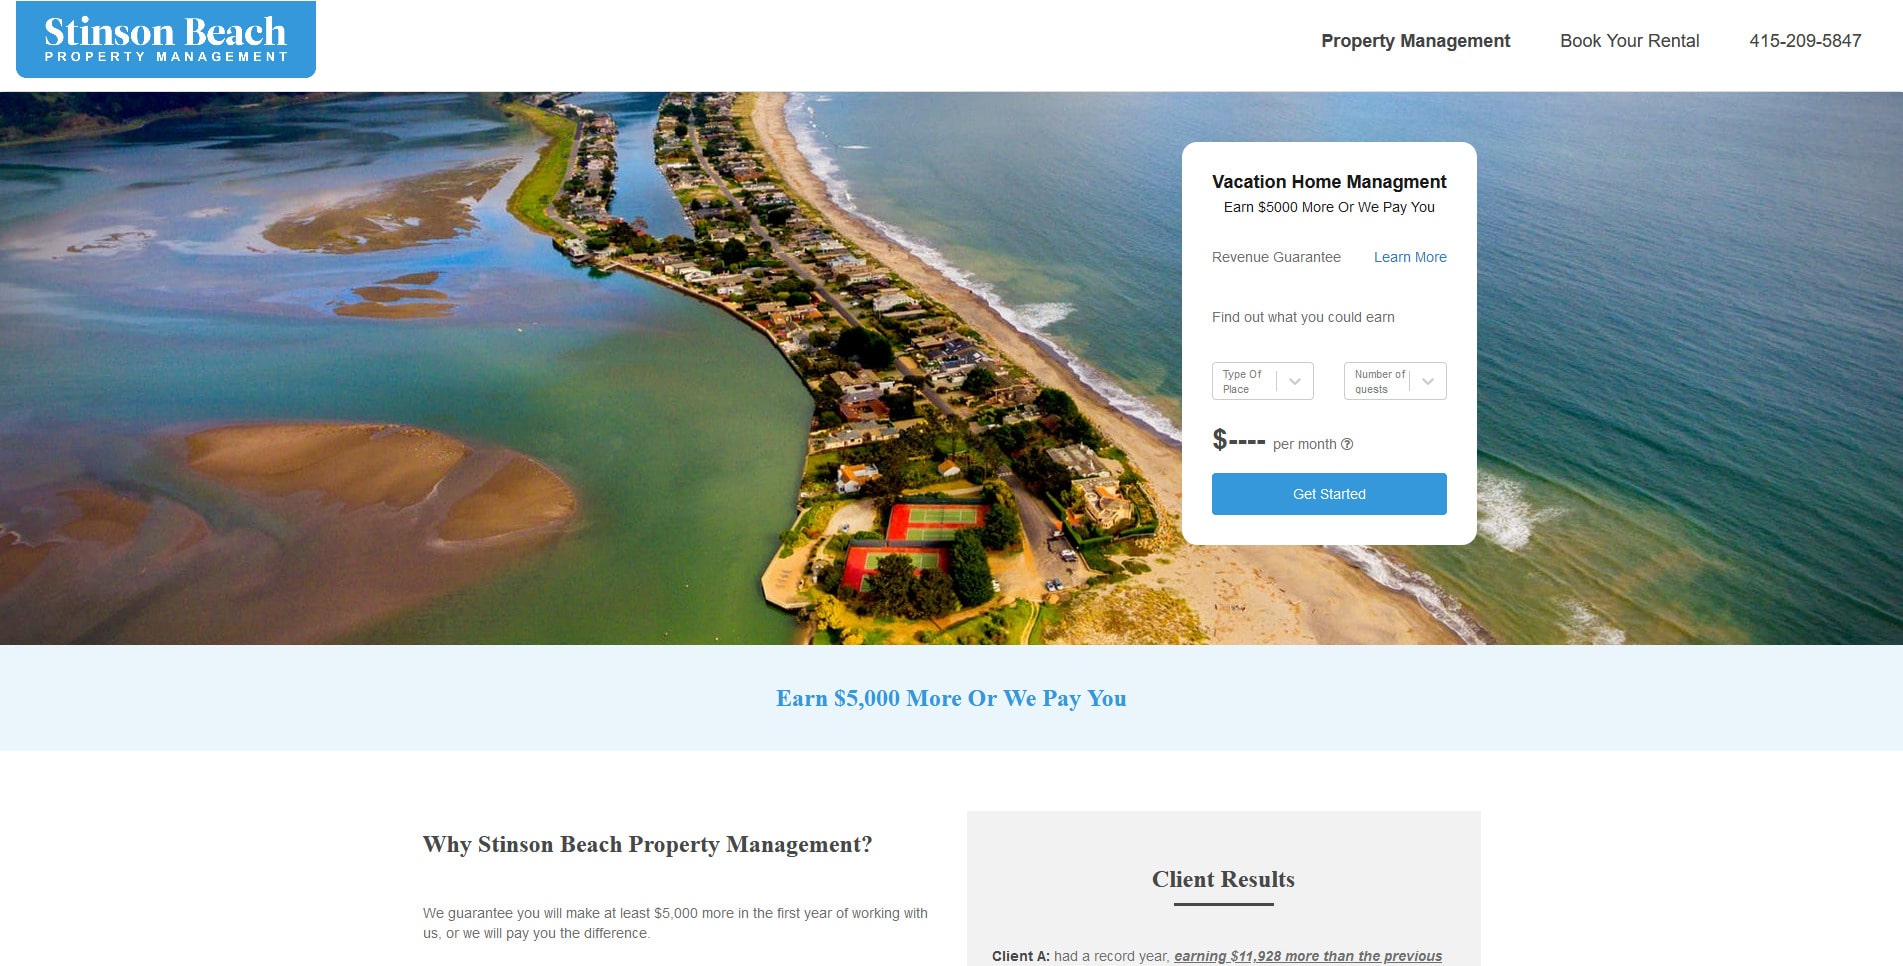 Stinson Beach
PROPERTY MANAGEMENT
Property Management
Book Your Rental
415-209-5847
Vacation Home Managment
Earn $5000 More Or We Pay You
Revenue Guarantee
Learn More
Find out what you could earn
Type Of
Place
Number of
guests
$---- per month
Get Started
Earn $5,000 More Or We Pay You
Why Stinson Beach Property Management?
We guarantee you will make at least $5,000 more in the first year of working with
us, or we will pay you the difference.
Client Results
Client A: had a record year, earning $11,928 more than the previous